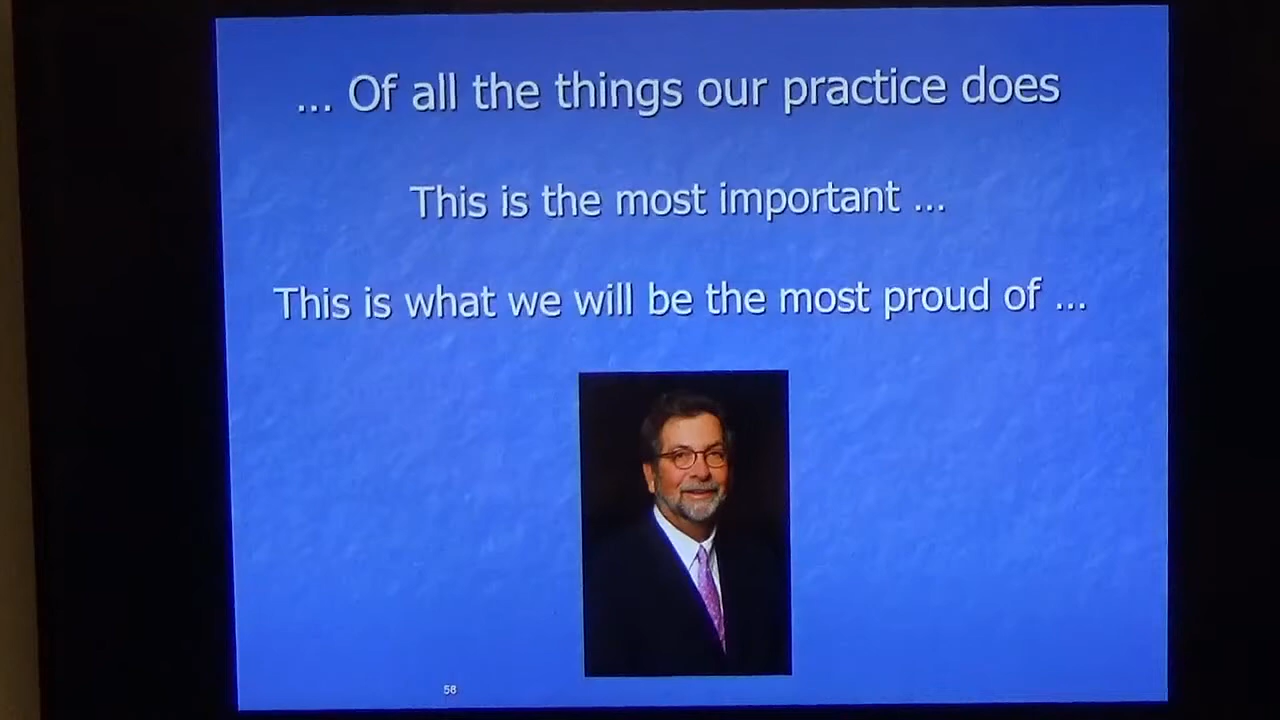 ... Of all the things our practice does
This is the most important ...
This is what we will be the most proud of ...
58